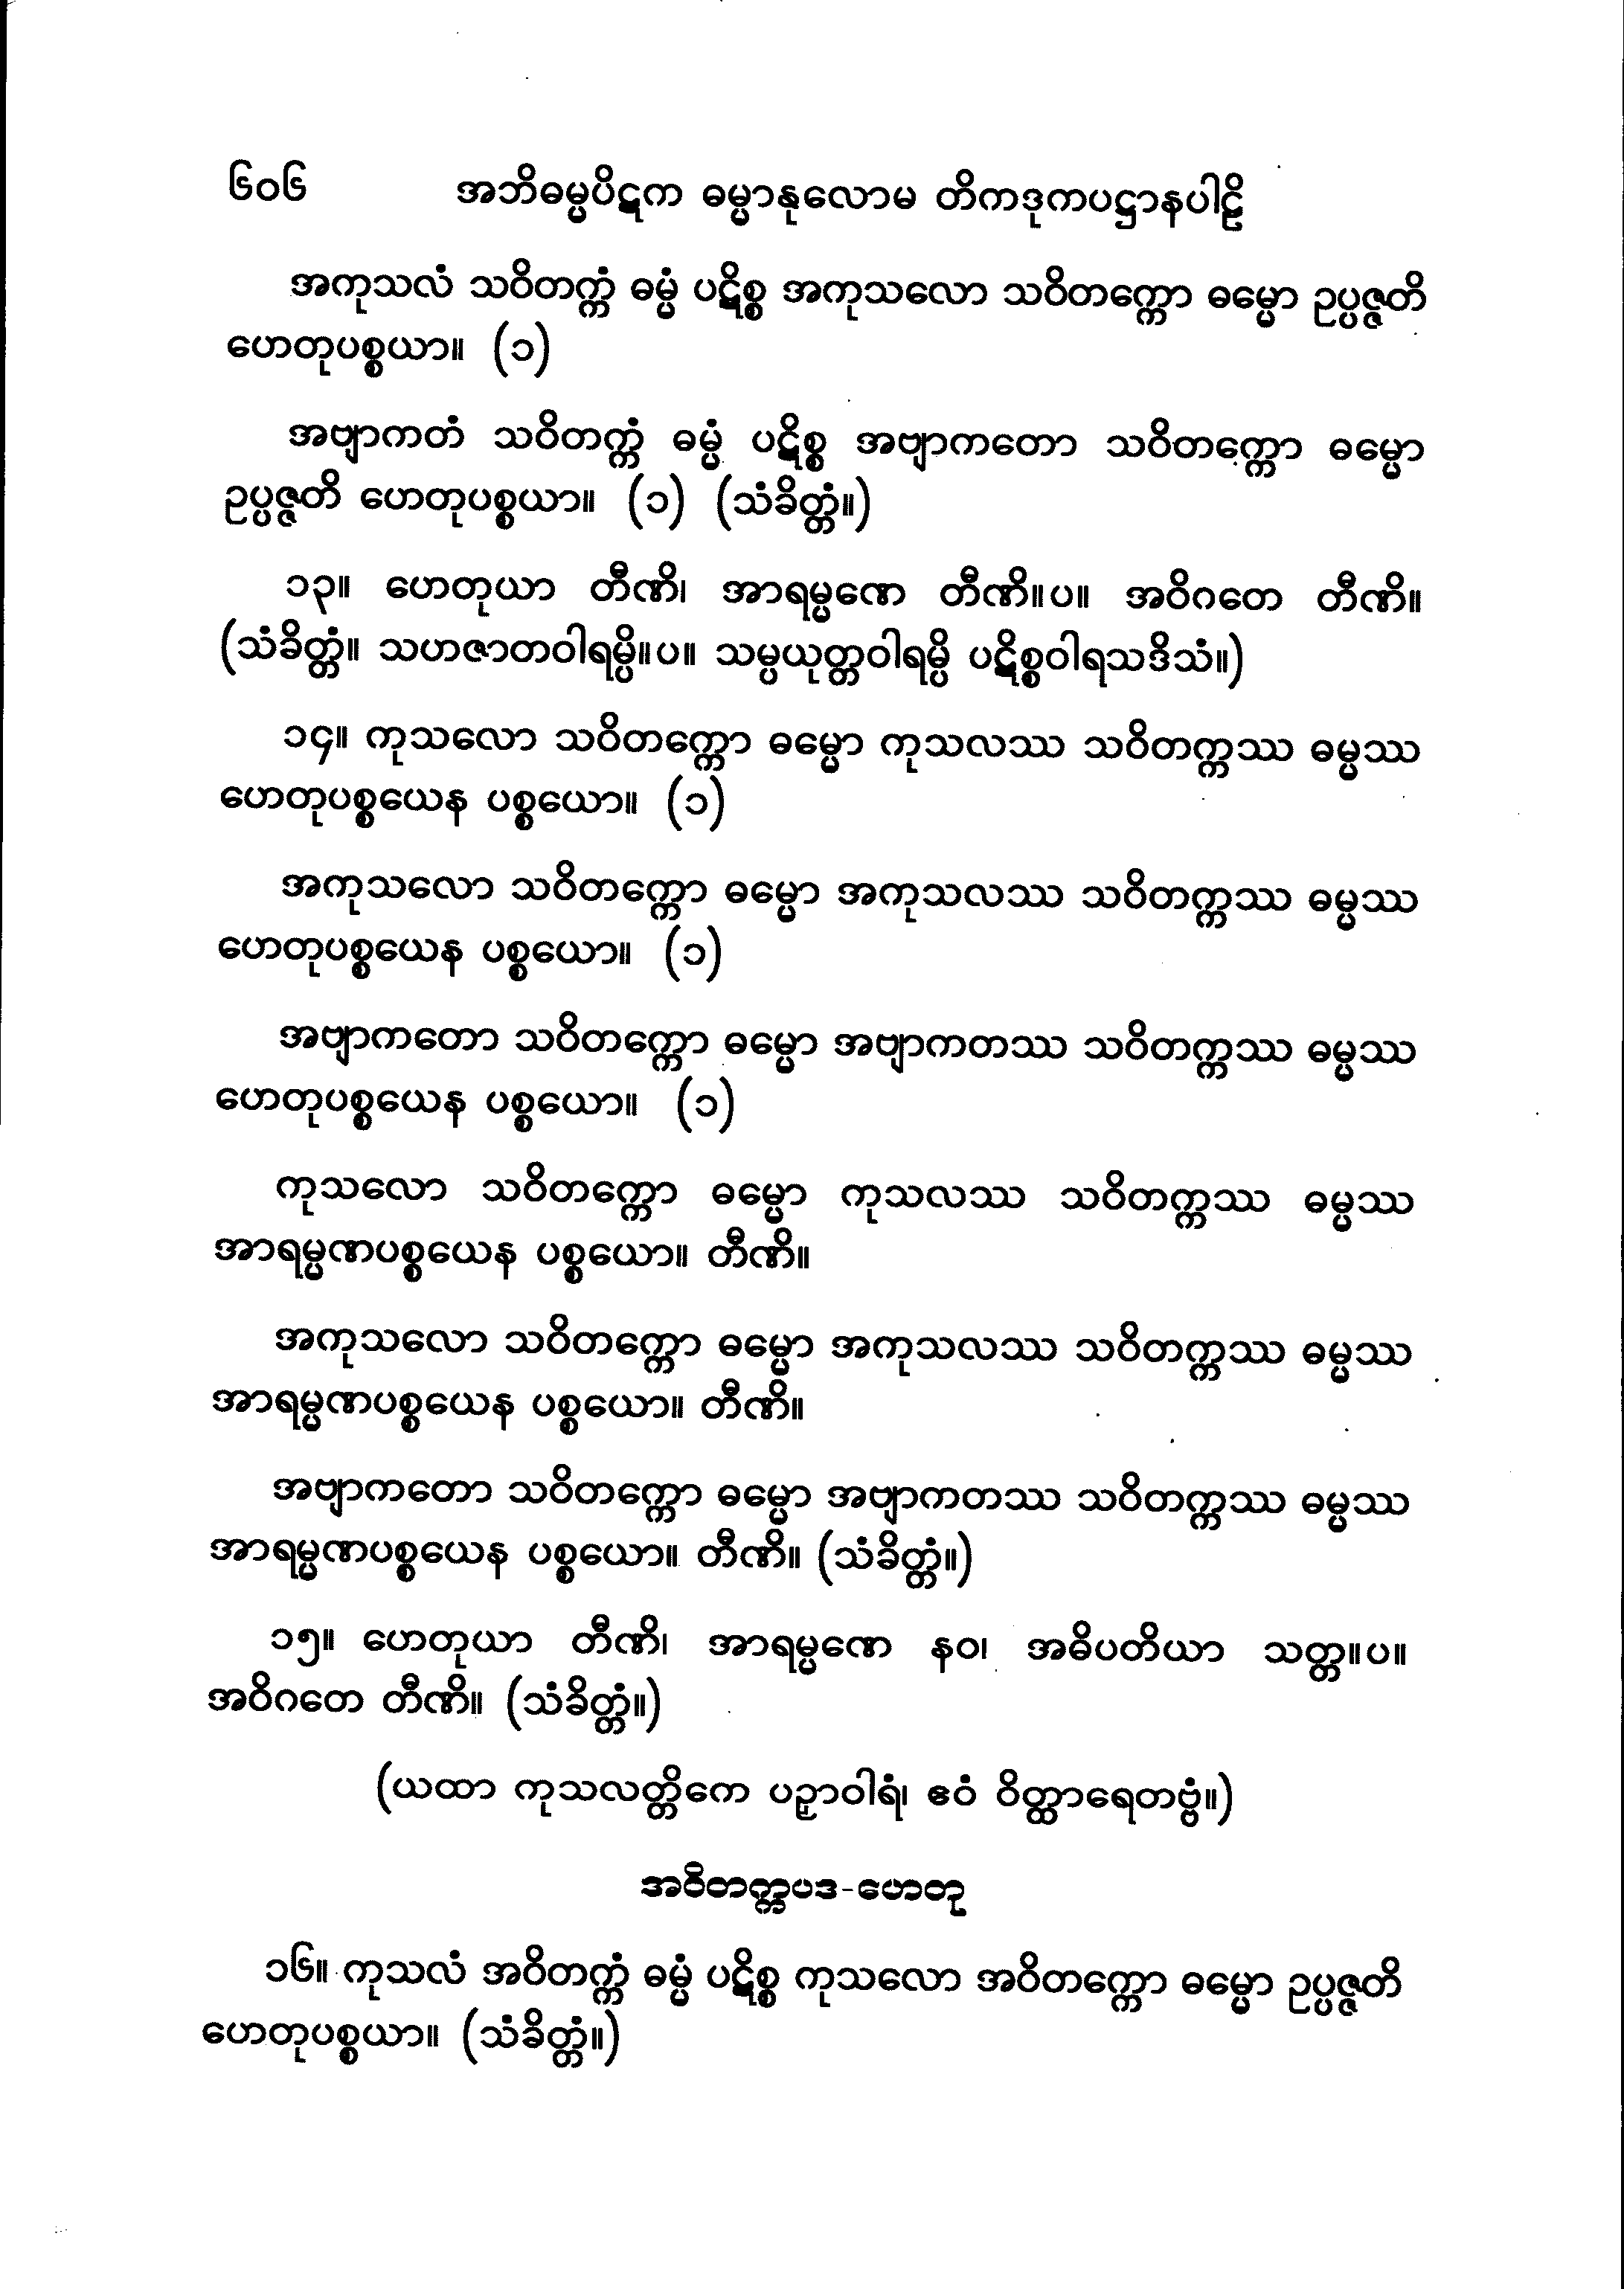 ၆၀၆ အဘိဓမ္မပိဋက ဓမ္မာနုလောမ တိကဒုကပဋ္ဌာနပါဠိ
အကုသလံ သဝိတက္ကံ ဓမ္မံ ပဋိစ္စ အကုသလော သဝိတက္ကော ဓမ္မော ဥပ္ပဇ္ဇတိ
ဟေတုပစ္စယာ။ (၁)
အဗျာကတံ သဝိတက္ကံ ဓမ္မံ ပဋိစ္စ အဗျာကတော သဝိတက္ကော ဓမ္မော
ဥပ္ပဇ္ဇတိ ဟေတုပစ္စယာ။ (၁) (သံခိတ္တံ။)
၁၃။ ဟေတုယာ တီဏိ၊ အာရမ္မဏေ တီဏိ။ပ။ အဝိဂတေ တီဏိ။
(သံခိတ္တံ။ သဟဇာတဝါရမ္ပိ။ပ။ သမ္ပယုတ္တဝါရမ္ပိ ပဋိစ္စဝါရသဒိသံ။)
၁၄။ ကုသလော သဝိတက္ကော ဓမ္မော ကုသလဿ သဝိတက္ကဿ ဓမ္မဿ
ဟေတုပစ္စယေန ပစ္စယော။ (၁)
အကုသလော သဝိတက္ကော ဓမ္မော အကုသလဿ သဝိတက္ကဿ ဓမ္မဿ
ဟေတုပစ္စယေန ပစ္စယော။ (၁)
အဗျာကတော သဝိတက္ကော ဓမ္မော အဗျာကတဿ သဝိတက္ကဿ ဓမ္မဿ
ဟေတုပစ္စယေန ပစ္စယော။ (၁)
ကုသလော သဝိတက္ကော ဓမ္မော ကုသလဿ သဝိတက္ကဿ ဓမ္မဿ
အာရမ္မဏပစ္စယေန ပစ္စယော။ တီဏိ။
အကုသလော သဝိတက္ကော ဓမ္မော အကုသလဿ သဝိတက္ကဿ ဓမ္မဿ
အာရမ္မဏပစ္စယေန ပစ္စယော။ တီဏိ။
အဗျာကတော သဝိတက္ကော ဓမ္မော အဗျာကတဿ သဝိတက္ကဿ ဓမ္မဿ
အာရမ္မဏပစ္စယေန ပစ္စယော။ တီဏိ။ (သံခိတ္တံ။)
၁၅။ ဟေတုယာ တီဏိ၊ အာရမ္မဏေ နဝ၊ အဓိပတိယာ သတ္တ။ပ။
အဝိဂတေ တီဏိ။ (သံခိတ္တံ။)
(ယထာ ကုသလတ္တိကေ ပဉှာဝါရံ၊ ဧဝံ ဝိတ္ထာရေတဗ္ဗံ။)
အဝိတက္ကပဒ-ဟေတု
၁၆။ ကုသလံ အဝိတက္ကံ ဓမ္မံ ပဋိစ္စ ကုသလော အဝိတက္ကော ဓမ္မော ဥပ္ပဇ္ဇတိ
ဟေတုပစ္စယာ။ (သံခိတ္တံ။)